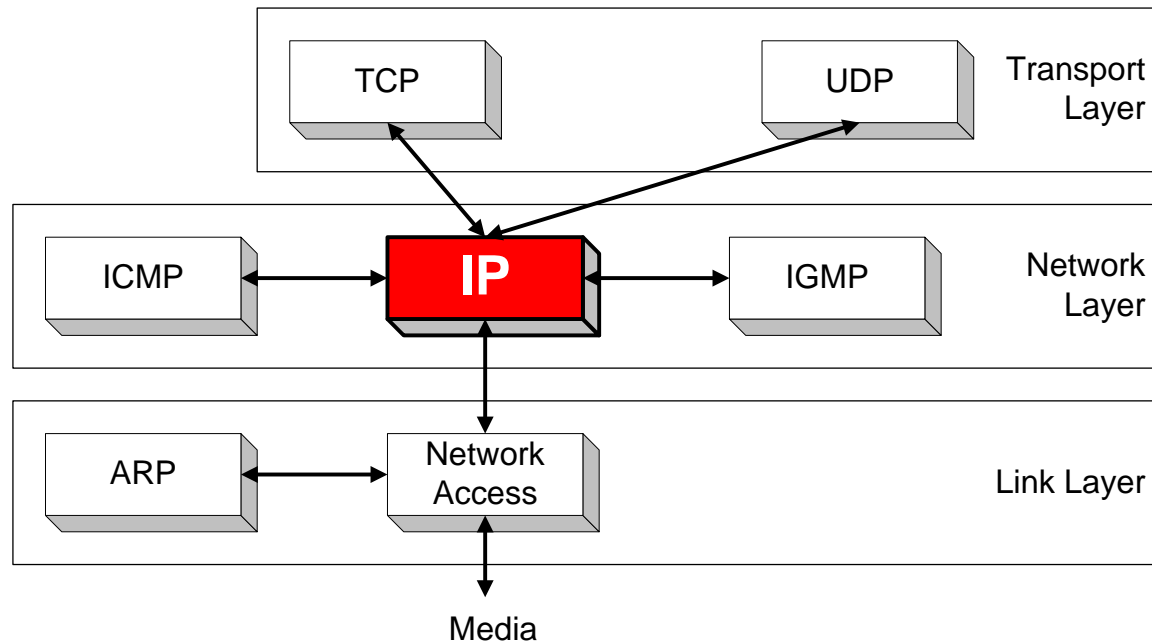 TCP
UDP
Transport
Layer
ICMP
IP
IGMP
Network
Layer
ARP
Network
Access
Link Layer
Media